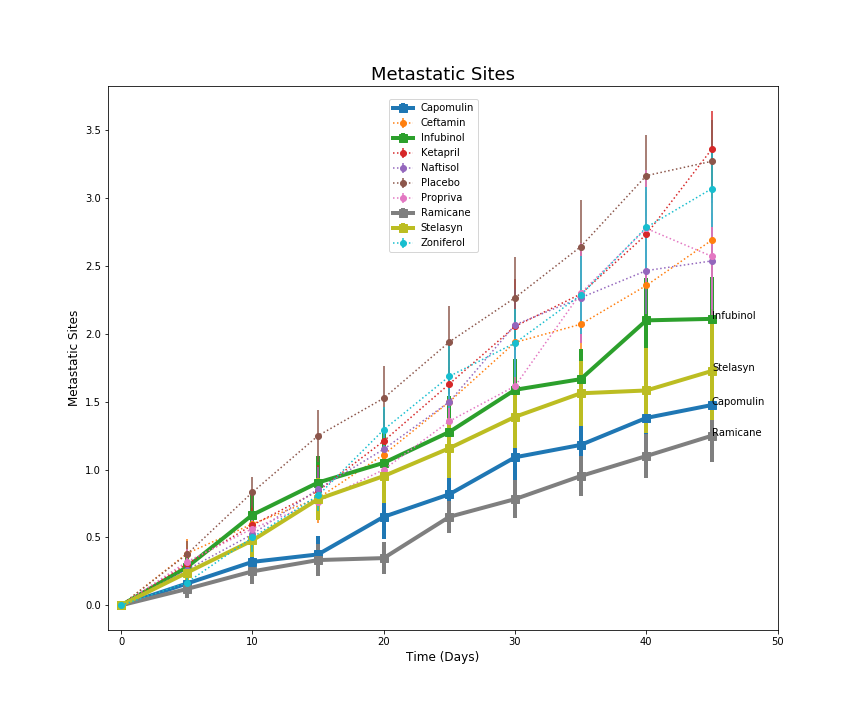 Metastatic Sites
Capomulin
Ceftamin
Infubinol
Ketapril
Naftisol
Placebo
Propriva
Ramicane
Stelasyn
Zoniferol
Metastatic Sites
3.5
3.0
2.5
2.0
1.5
1.0
0.5
0.0
Infubinol
Stelasyn
Capomulin
Ramicane
0
10
20
30
40
50
Time (Days)